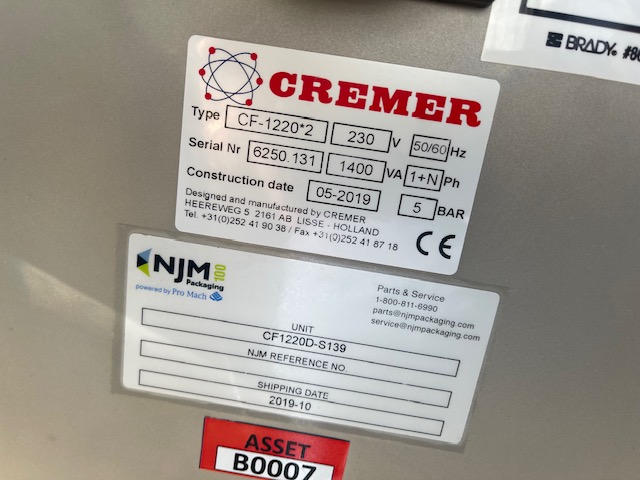 BRADY. #86
CREMER
Type CF-1220*2 230 V 50/60 Hz
Serial Nr 6250.131 1400 VA 1+N Ph
Construction date 05-2019 5 BAR
Designed and manufactured by CREMER
HEEREWEG 5 2161 AB LISSE - HOLLAND
Tel. +31(0)252 41 90 38 / Fax +31(0)252 41 87 18
CE
NJM 100
Packaging
powered by Pro Mach
Parts & Service
1-800-811-6990
parts@njmpackaging.com
service@njmpackaging.com
UNIT
CF1220D-S139
NJM REFERENCE NO.
SHIPPING DATE
2019-10
ASSET
B0007